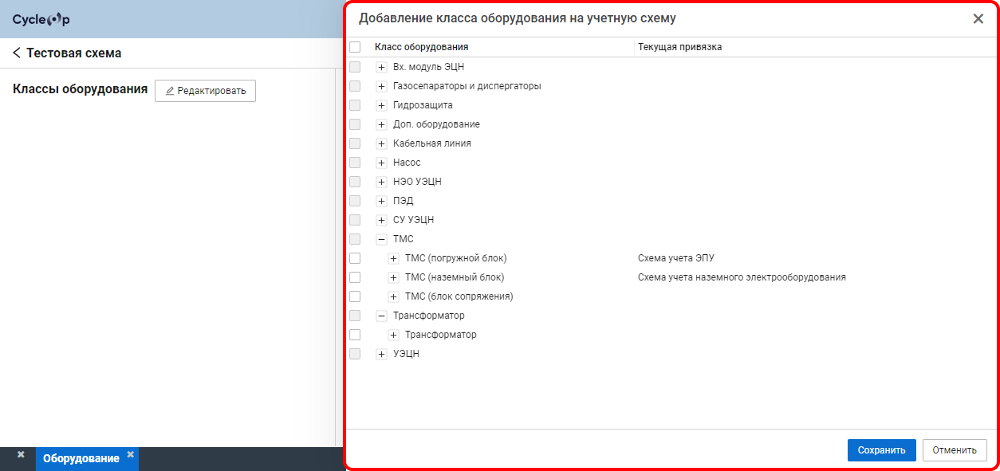 CycleOp
Добавление класса оборудования на учетную схему
Тестовая схема
Классы оборудования
Редактировать
Класс оборудования Текущая привязка
Вх. модуль ЭЦН
Газосепараторы и диспергаторы
Гидрозащита
Доп. оборудование
Кабельная линия
Насос
НЭО УЭЦН
ПЭД
СУ УЭЦН
ТМС
ТМС (погружной блок) Схема учета ЭПУ
ТМС (наземный блок) Схема учета наземного электрооборудования
ТМС (блок сопряжения)
Трансформатор
Трансформатор
УЭЦН
Сохранить Отменить
Оборудование